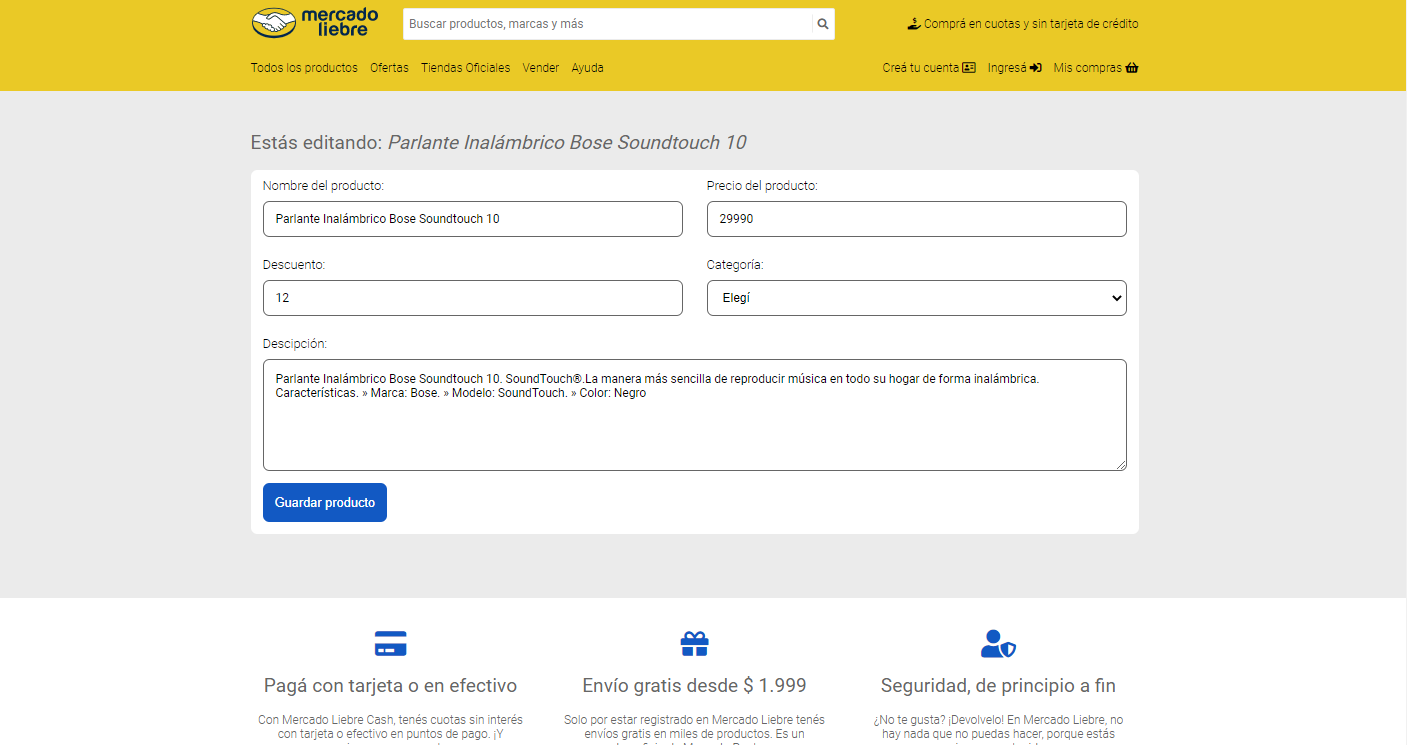 mercado
liebre
Buscar productos, marcas y más
Comprá en cuotas y sin tarjeta de crédito
Todos los productos Ofertas Tiendas Oficiales Vender Ayuda
Creá tu cuenta Ingresá Mis compras
Estás editando: Parlante Inalámbrico Bose Soundtouch 10
Nombre del producto:
Precio del producto:
Parlante Inalámbrico Bose Soundtouch 10
29990
Descuento:
Categoría:
12
Elegí
Descipción:
Parlante Inalámbrico Bose Soundtouch 10. SoundTouch®.La manera más sencilla de reproducir música en todo su hogar de forma inalámbrica.
Características. » Marca: Bose. » Modelo: SoundTouch. » Color: Negro
Guardar producto
Pagá con tarjeta o en efectivo
Con Mercado Liebre Cash, tenés cuotas sin interés
con tarjeta o efectivo en puntos de pago. ¡Y
Envío gratis desde $ 1.999
Solo por estar registrado en Mercado Liebre tenés
envíos gratis en miles de productos. Es un
Seguridad, de principio a fin
¿No te gusta? ¡Devolvelo! En Mercado Liebre, no
hay nada que no puedas hacer, porque estás